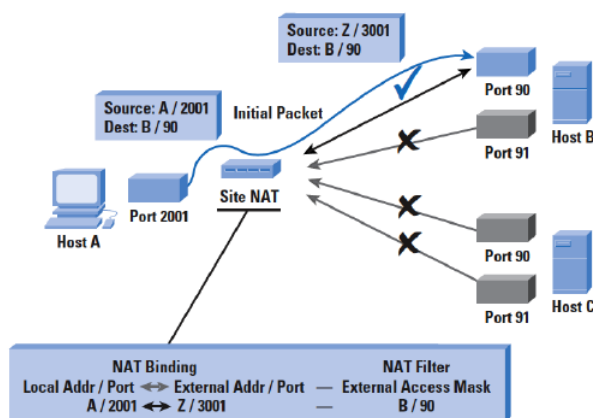 Source: Z / 3001
Dest: B / 90
Source: A / 2001
Dest: B / 90
Initial Packet
Port 90
Host B
Port 91
Site NAT
Port 2001
Host A
Port 90
Host C
Port 91
NAT Binding NAT Filter
Local Addr / Port External Addr / Port — External Access Mask
A / 2001 Z / 3001 — B / 90